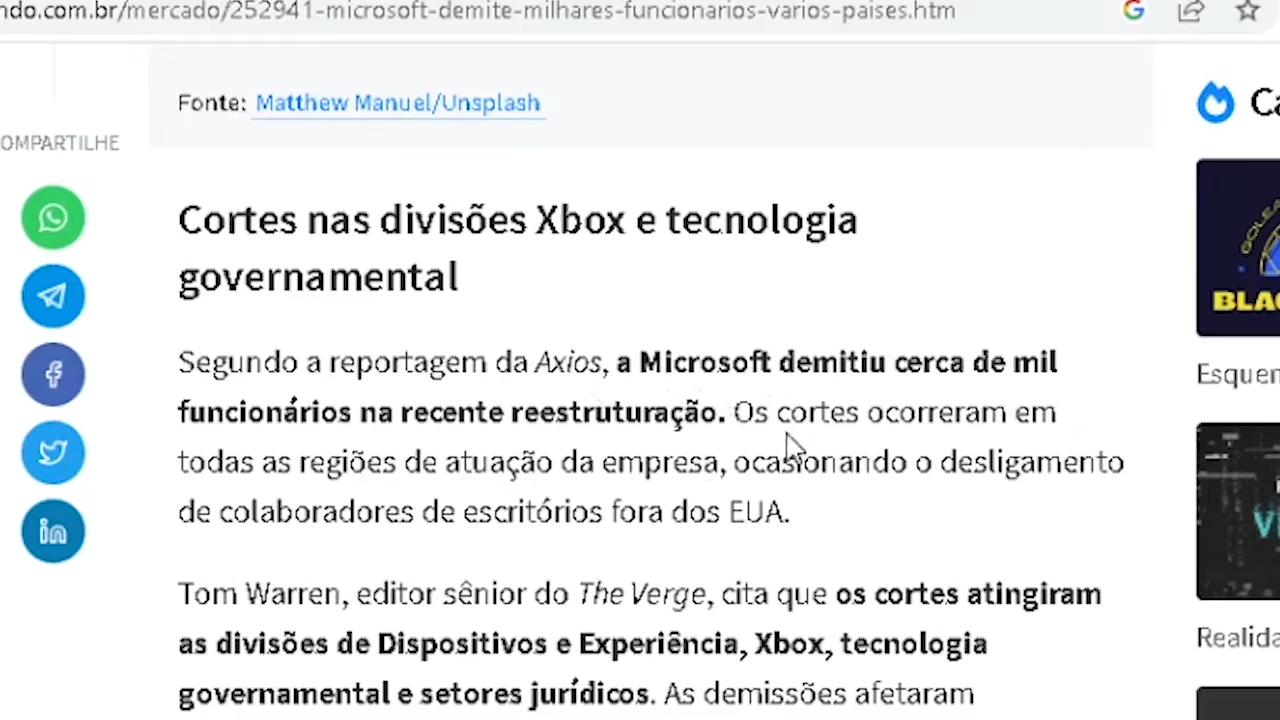 ndo.com.br/mercado/252941-microsoft-demite-milhares-funcionarios-varios-paises.htm
Fonte: Matthew Manuel/Unsplash
OMPARTILHE
Cortes nas divisões Xbox e tecnologia
governamental
Segundo a reportagem da Axios, a Microsoft demitiu cerca de mil
funcionários na recente reestruturação. Os cortes ocorreram em
todas as regiões de atuação da empresa, ocasionando o desligamento
de colaboradores de escritórios fora dos EUA.
Tom Warren, editor sênior do The Verge, cita que os cortes atingiram
as divisões de Dispositivos e Experiência, Xbox, tecnologia
governamental e setores jurídicos. As demissões afetaram
Ca
BLAC
Esquen
Realida